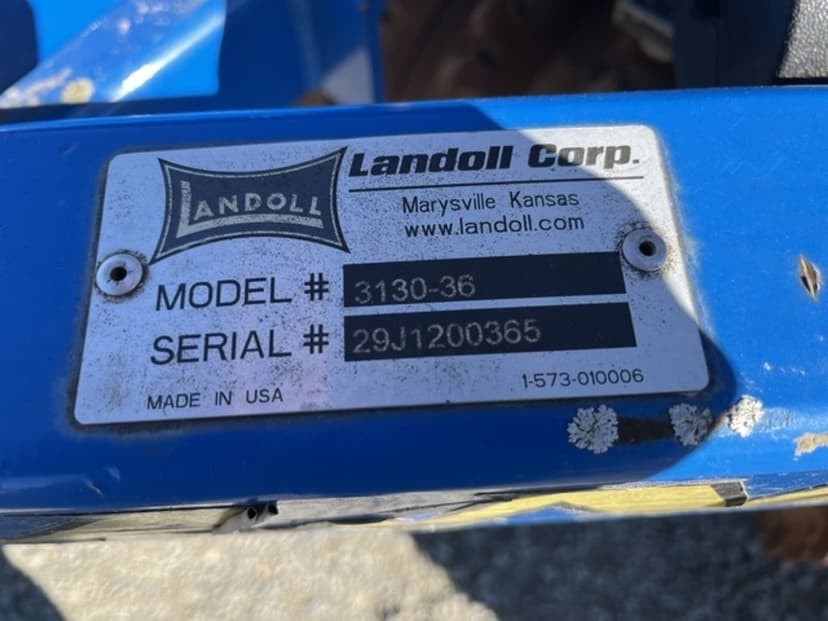 LANDOLL
Landoll Corp.
Marysville Kansas
www.landoll.com
MODEL # 3130-36
SERIAL # 29J1200365
MADE IN USA 1-573-010006